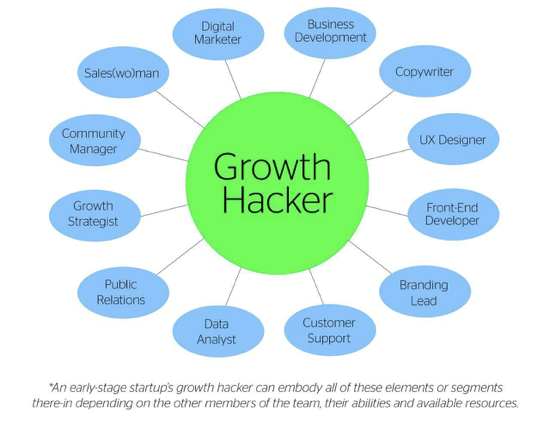 Digital
Marketer
Business
Development
Sales(wo)man
Copywriter
Community
Manager
UX Designer
Growth
Hacker
Growth
Strategist
Front-End
Developer
Public
Relations
Branding
Lead
Data
Analyst
Customer
Support
*An early-stage startup's growth hacker can embody all of these elements or segments
there-in depending on the other members of the team, their abilities and available resources.